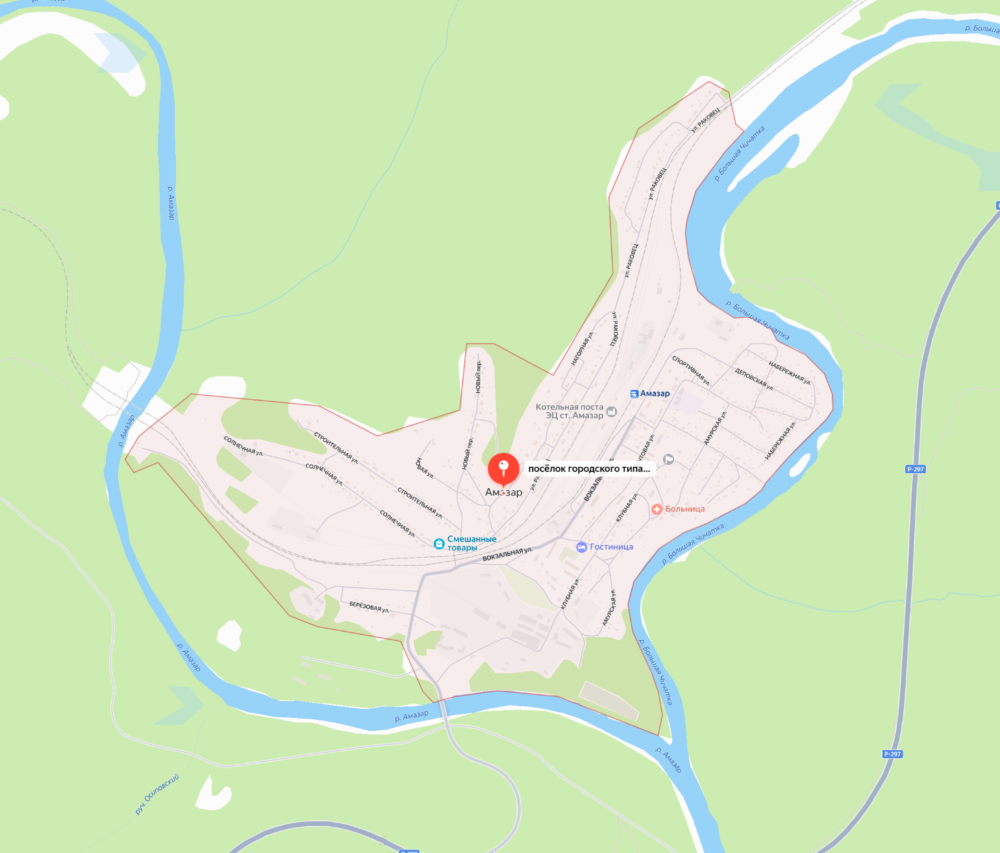 р. Большая
р. Амазар
ул. РАКОВЕЦ
р. Большая Чичатка
ул. РАКОВЕЦ
ул. РАКОВЕЦ
р. Большая Чичатка
ул. РАКОВЕЦ
НАГОРНАЯ ул.
НОВЫЙ пер.
СПОРТИВНАЯ ул.
ДЕПОВСКАЯ ул.
НАБЕРЕЖНАЯ ул.
Амазар
Котельная поста
ЭЦ ст. Амазар
р. Амазар
СОЛНЕЧНАЯ ул.
СТРОИТЕЛЬНАЯ ул.
НОВЫЙ пер.
АМУРСКАЯ ул.
НАБЕРЕЖНАЯ ул.
СОЛНЕЧНАЯ ул.
НОВАЯ ул.
посёлок городского типа...
Р-297
Амазар
СТРОИТЕЛЬНАЯ ул.
СОЛНЕЧНАЯ ул.
КЛУБНАЯ ул.
Больница
Смешанные
товары
Гостиница
ВОКЗАЛЬНАЯ ул.
р. Большая Чичатка
КЛУБНАЯ ул.
БЕРЁЗОВАЯ ул.
АМУРСКАЯ ул.
р. Амазар
р. Большая Чичатка
р. Амазар
р. Амазар
Р-297
руч. Осиповский